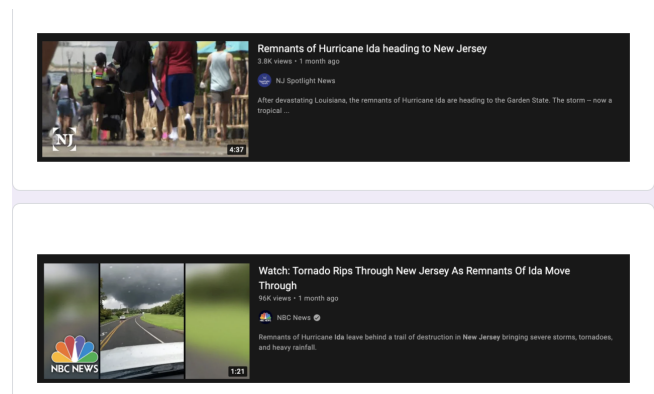 Remnants of Hurricane Ida heading to New Jersey
3.8K views • 1 month ago
NJ Spotlight News
After devastating Louisiana, the remnants of Hurricane Ida are heading to the Garden State. The storm – now a
tropical ...
NJ
4:37
Watch: Tornado Rips Through New Jersey As Remnants Of Ida Move
Through
96K views • 1 month ago
NBC News
Remnants of Hurricane Ida leave behind a trail of destruction in New Jersey bringing severe storms, tornadoes,
and heavy rainfall.
NBC NEWS
1:21